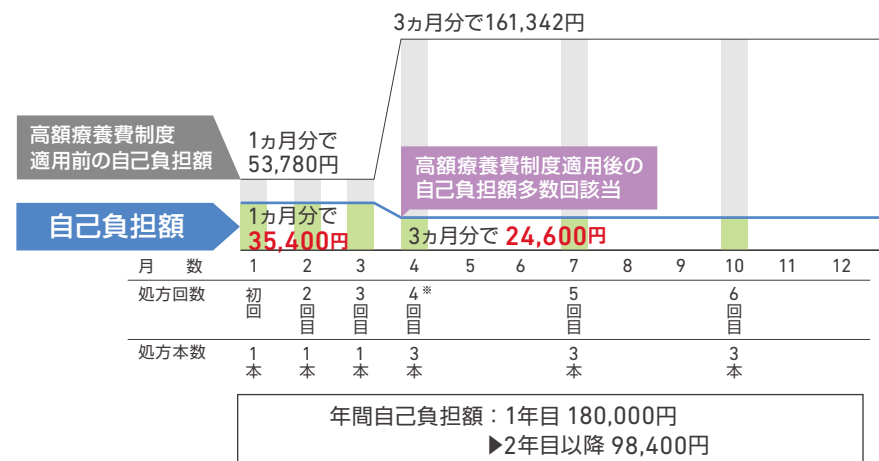 3ヵ月分で161,342円
高額療養費制度
適用前の自己負担額
1ヵ月分で
53,780円
高額療養費制度適用後の
自己負担額多数回該当
自己負担額
1ヵ月分で
35,400円
3ヵ月分で 24,600円
月 数 1 2 3 4 5 6 7 8 9 10 11 12
処方回数 初回 2回目 3回目 4※回目 5回目 6回目
処方本数 1本 1本 1本 3本 3本 3本
年間自己負担額：1年目 180,000円
▶2年目以降 98,400円